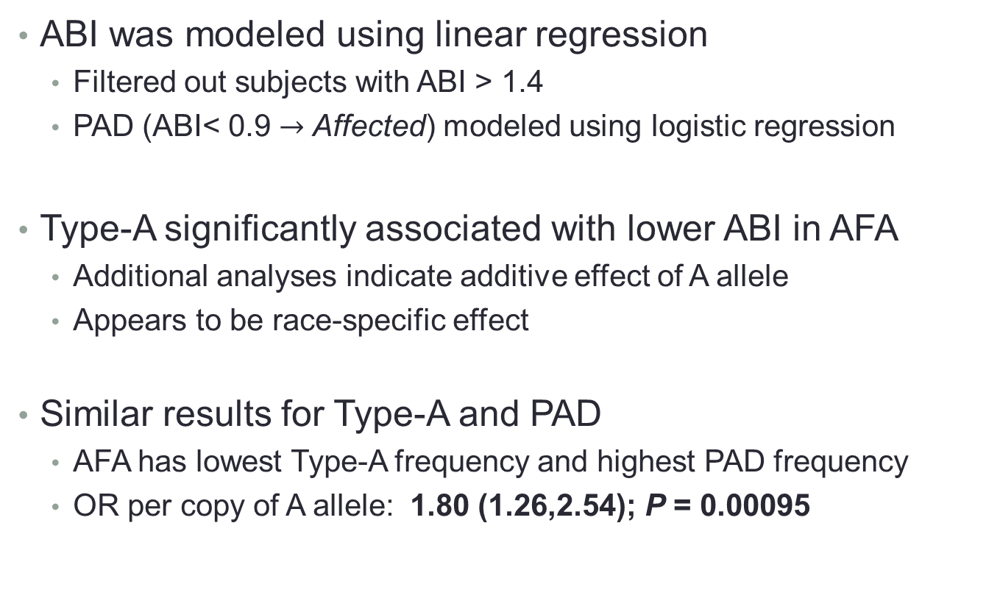 • ABI was modeled using linear regression
• Filtered out subjects with ABI > 1.4
• PAD (ABI< 0.9 → Affected) modeled using logistic regression
• Type-A significantly associated with lower ABI in AFA
• Additional analyses indicate additive effect of A allele
• Appears to be race-specific effect
• Similar results for Type-A and PAD
• AFA has lowest Type-A frequency and highest PAD frequency
• OR per copy of A allele: 1.80 (1.26,2.54); P = 0.00095